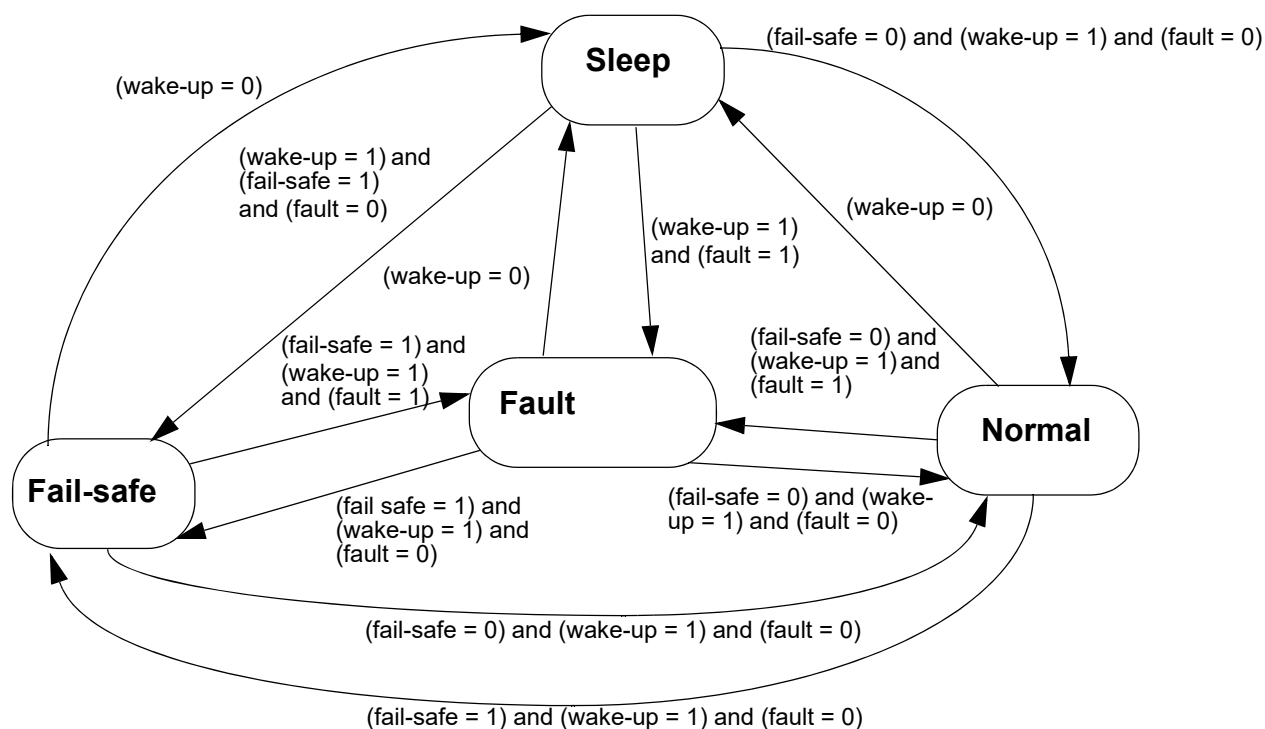 Sleep
(fail-safe = 0) and (wake-up = 1) and (fault = 0)
(wake-up = 0)
(wake-up = 1) and
(fail-safe = 1)
and (fault = 0)
(wake-up = 0)
(wake-up = 1)
and (fault = 1)
(wake-up = 0)
(fail-safe = 1) and
(wake-up = 1)
and (fault = 1)
(fail-safe = 0) and
(wake-up = 1) and
(fault = 1)
Fault
Normal
Fail-safe
(fail safe = 1) and
(wake-up = 1) and
(fault = 0)
(fail-safe = 0) and (wake-
up = 1) and (fault = 0)
(fail-safe = 0) and (wake-up = 1) and (fault = 0)
(fail-safe = 1) and (wake-up = 1) and (fault = 0)